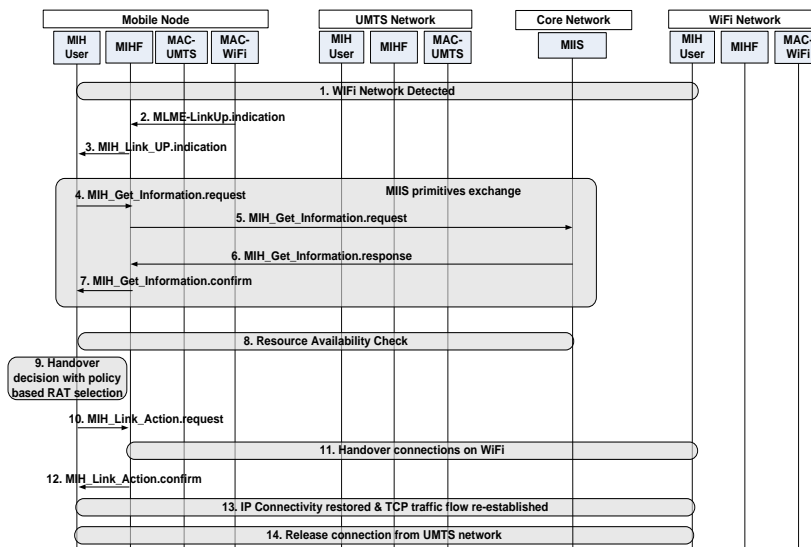 Mobile Node
UMTS Network
Core Network
WiFi Network
MIH
User
MIHF
MAC-
UMTS
MAC-
WiFi
MIH
User
MIHF
MAC-
UMTS
MIIS
MIH
User
MIHF
MAC-
WiFi
1. WIFi Network Detected
2. MLME-LinkUp.indication
3. MIH_Link_UP.indication
MIIS primitives exchange
4. MIH_Get_Information.request
5. MIH_Get_Information.request
6. MIH_Get_Information.response
7. MIH_Get_Information.confirm
8. Resource Availability Check
9. Handover
decision with policy
based RAT selection
10. MIH_Link_Action.request
11. Handover connections on WiFi
12. MIH_Link_Action.confirm
13. IP Connectivity restored & TCP traffic flow re-established
14. Release connection from UMTS network